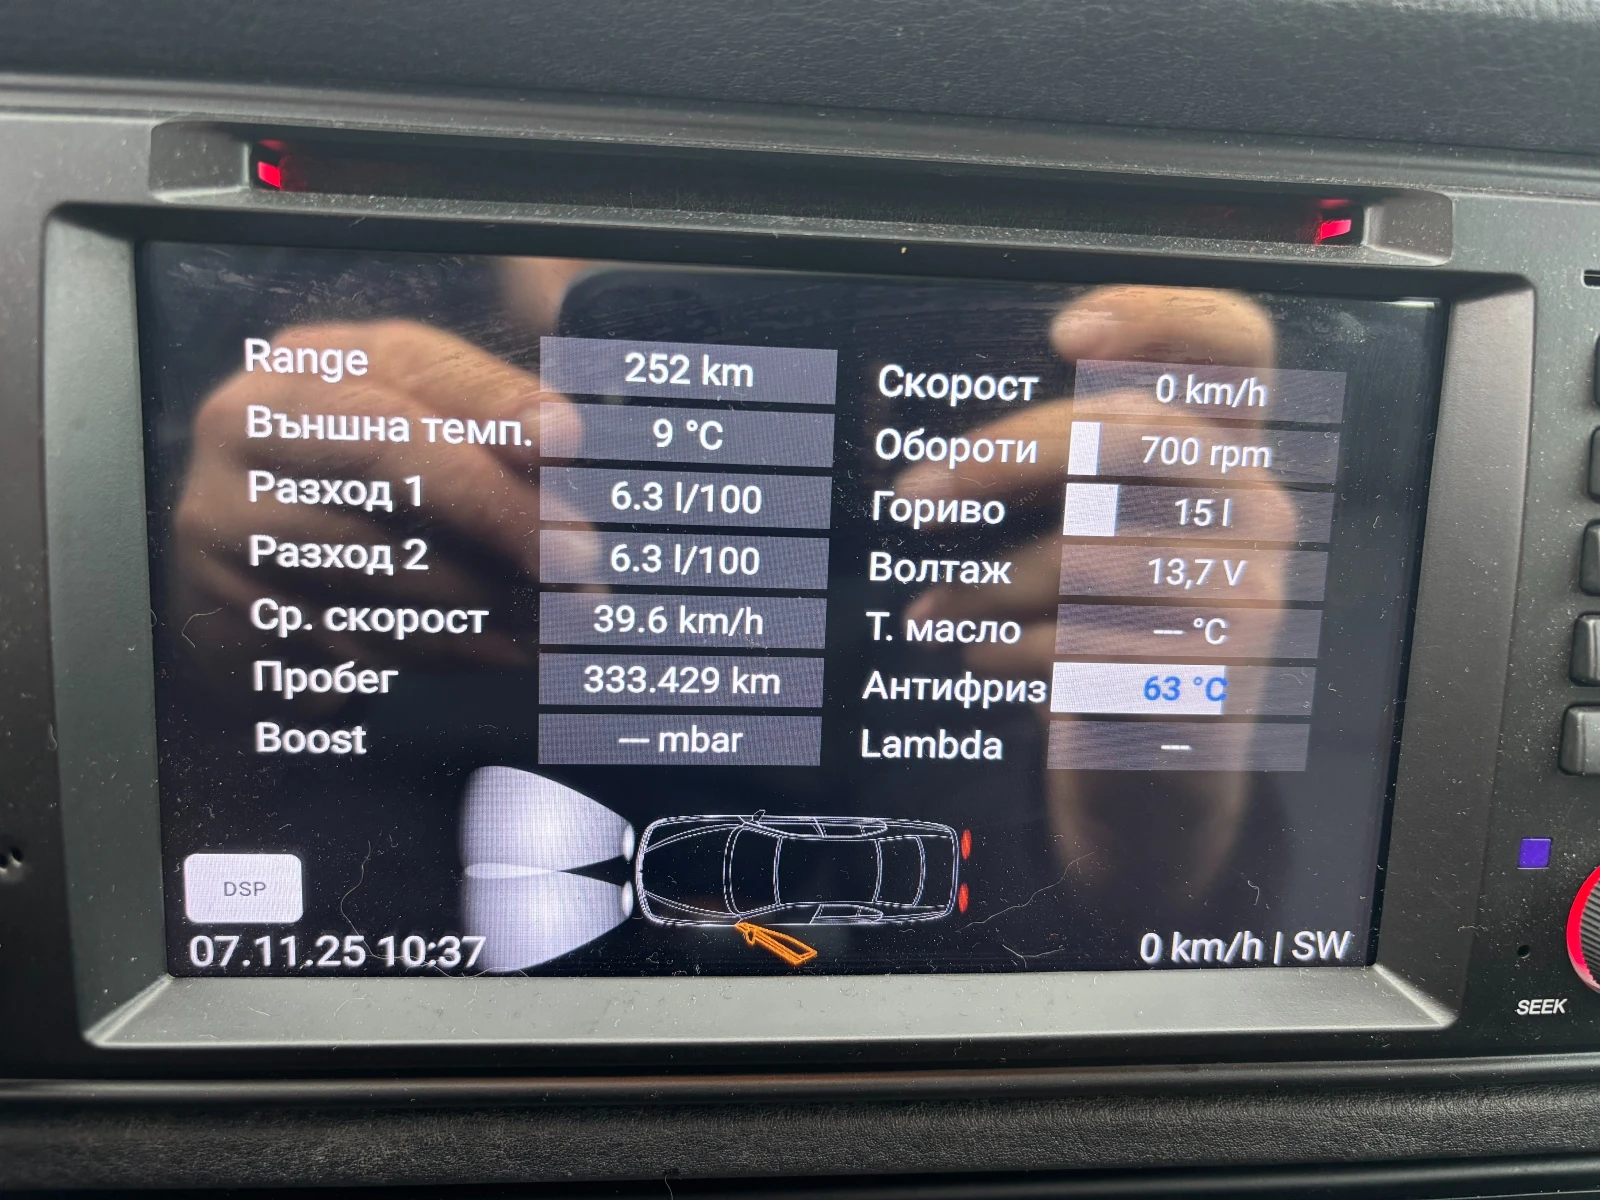 Range 252 km
Външна темп. 9 °C
Разход 1 6.3 l/100
Разход 2 6.3 l/100
Ср. скорост 39.6 km/h
Пробег 333.429 km
Boost --- mbar
Скорост 0 km/h
Обороти 700 rpm
Гориво 15 l
Волтаж 13,7 V
Т. масло --- °C
Антифриз 63 °C
Lambda ---
DSP
07.11.25 10:37
0 km/h | SW
SEEK